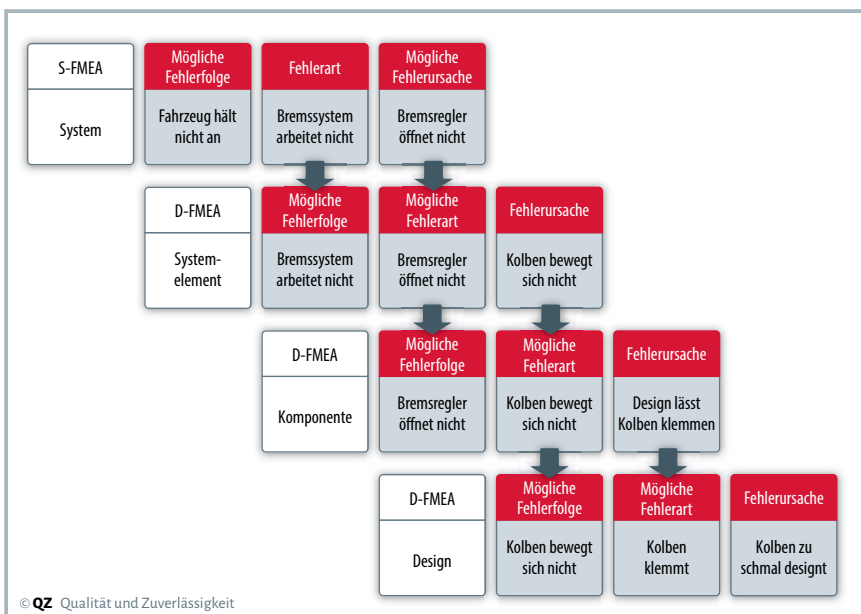 S-FMEA
System
Mögliche
Fehlerfolge
Fahrzeug hält
nicht an
Fehlerart
Bremssystem
arbeitet nicht
Mögliche
Fehlerursache
Bremsregler
öffnet nicht
D-FMEA
System-
element
Mögliche
Fehlerfolge
Bremssystem
arbeitet nicht
Mögliche
Fehlerart
Bremsregler
öffnet nicht
Fehlerursache
Kolben bewegt
sich nicht
D-FMEA
Komponente
Mögliche
Fehlerfolge
Bremsregler
öffnet nicht
Mögliche
Fehlerart
Kolben bewegt
sich nicht
Fehlerursache
Design lässt
Kolben klemmen
D-FMEA
Design
Mögliche
Fehlerfolge
Kolben bewegt
sich nicht
Mögliche
Fehlerart
Kolben
klemmt
Fehlerursache
Kolben zu
schmal designt
© QZ Qualität und Zuverlässigkeit